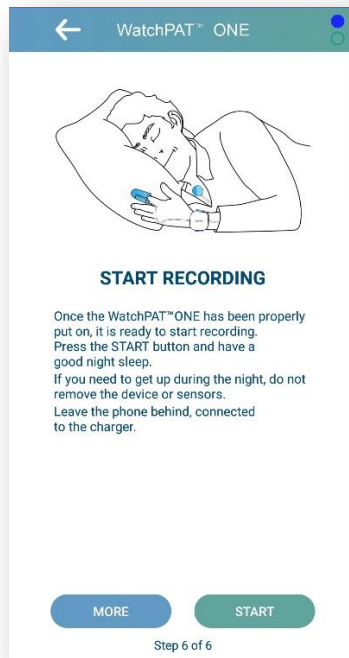 WatchPAT™ ONE
START RECORDING
Once the WatchPAT™ONE has been properly
put on, it is ready to start recording.
Press the START button and have a
good night sleep.
If you need to get up during the night, do not
remove the device or sensors.
Leave the phone behind, connected
to the charger.
MORE
START
Step 6 of 6